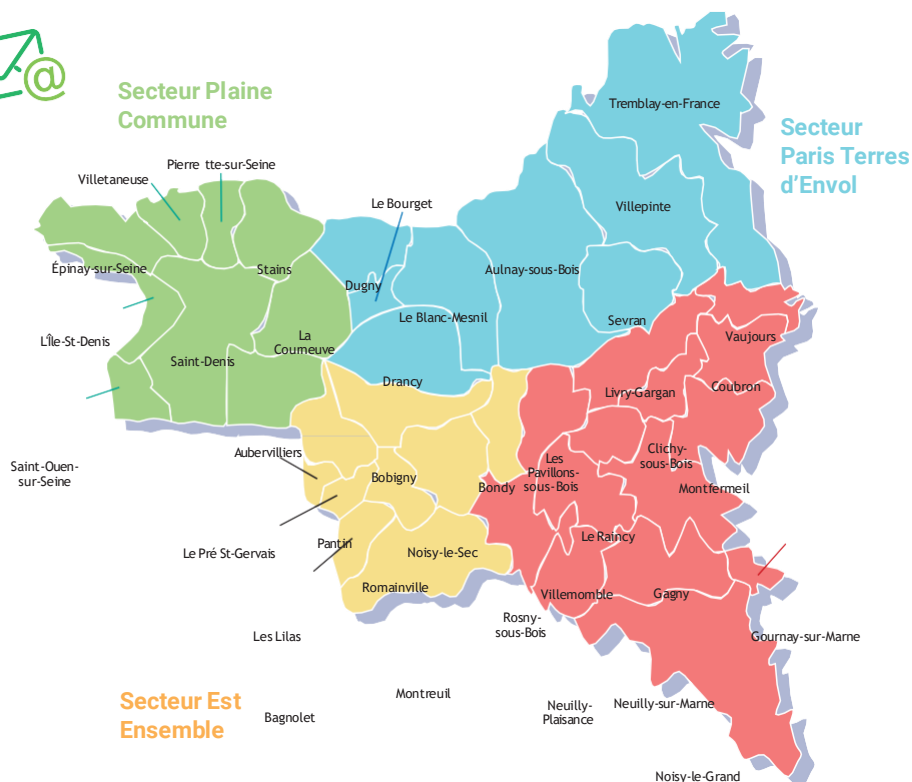 @
Secteur Plaine
Commune
Tremblay-en-France
Secteur
Paris Terres
d'Envol
Pierre tte-sur-Seine
Villetaneuse
Le Bourget
Villepinte
Épinay-sur-Seine
Stains
Aulnay-sous-Bois
Dugny
Le Blanc-Mesnil
Sevran
L'Île-St-Denis
La
Courneuve
Vaujours
Saint-Denis
Drancy
Livry-Gargan
Coubron
Aubervilliers
Clichy-
sous-Bois
Saint-Ouen-
sur-Seine
Bobigny
Les
Pavillons-
sous-Bois
Bondy
Montfermeil
Le Pré St-Gervais
Pantin
Noisy-le-Sec
Le Raincy
Romainville
Villemomble
Gagny
Rosny-
sous-Bois
Les Lilas
Gournay-sur-Marne
Secteur Est
Ensemble
Bagnolet
Montreuil
Neuilly-
Plaisance
Neuilly-sur-Marne
Noisy-le-Grand